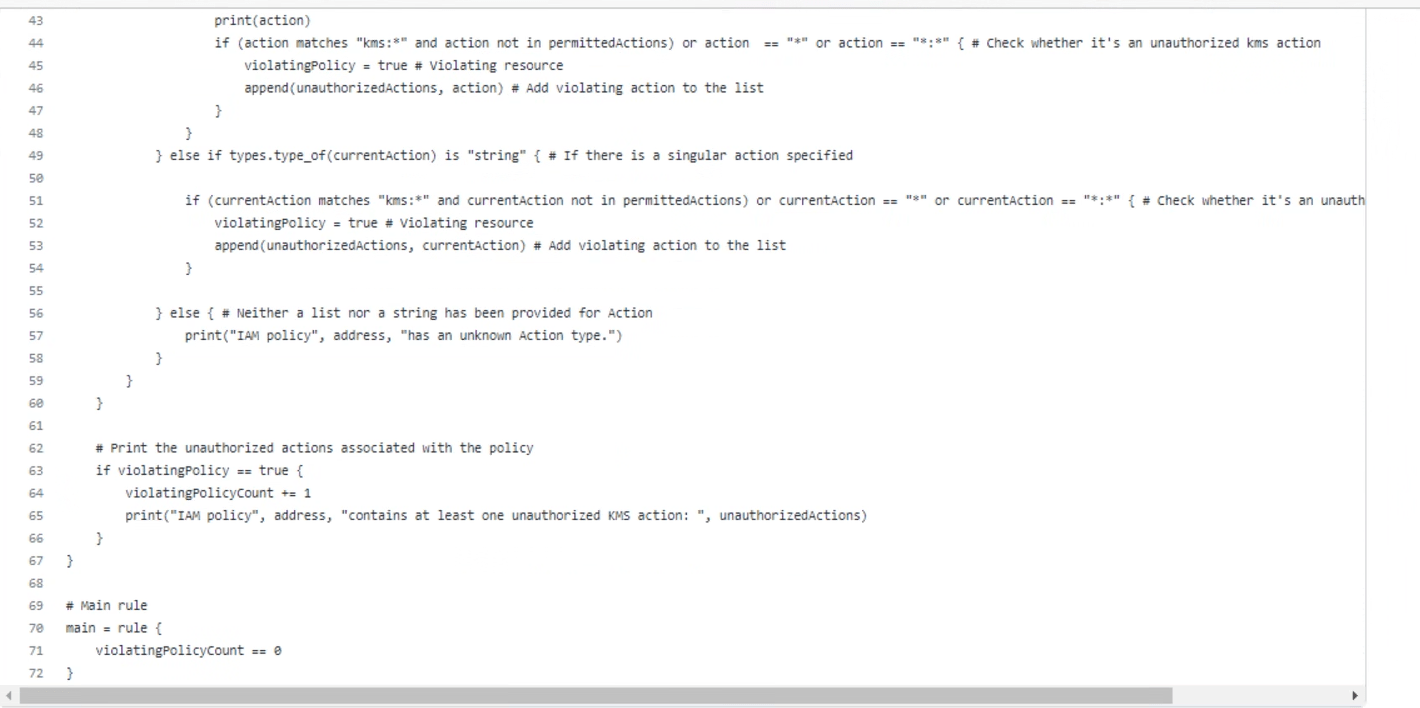 43                    print(action)
44                    if (action matches "kms:*" and action not in permittedActions) or action  == "*" or action == "*:*" { # Check whether it's an unauthorized kms action
45                        violatingPolicy = true # Violating resource
46                        append(unauthorizedActions, action) # Add violating action to the list
47                    }
48                }
49            } else if types.type_of(currentAction) is "string" { # If there is a singular action specified
50
51                if (currentAction matches "kms:*" and currentAction not in permittedActions) or currentAction == "*" or currentAction == "*:*" { # Check whether it's an unauth
52                    violatingPolicy = true # Violating resource
53                    append(unauthorizedActions, currentAction) # Add violating action to the list
54                }
55
56            } else { # Neither a list nor a string has been provided for Action
57                print("IAM policy", address, "has an unknown Action type.")
58            }
59        }
60    }
61
62    # Print the unauthorized actions associated with the policy
63    if violatingPolicy == true {
64        violatingPolicyCount += 1
65        print("IAM policy", address, "contains at least one unauthorized KMS action: ", unauthorizedActions)
66    }
67 }
68
69 # Main rule
70 main = rule {
71    violatingPolicyCount == 0
72 }